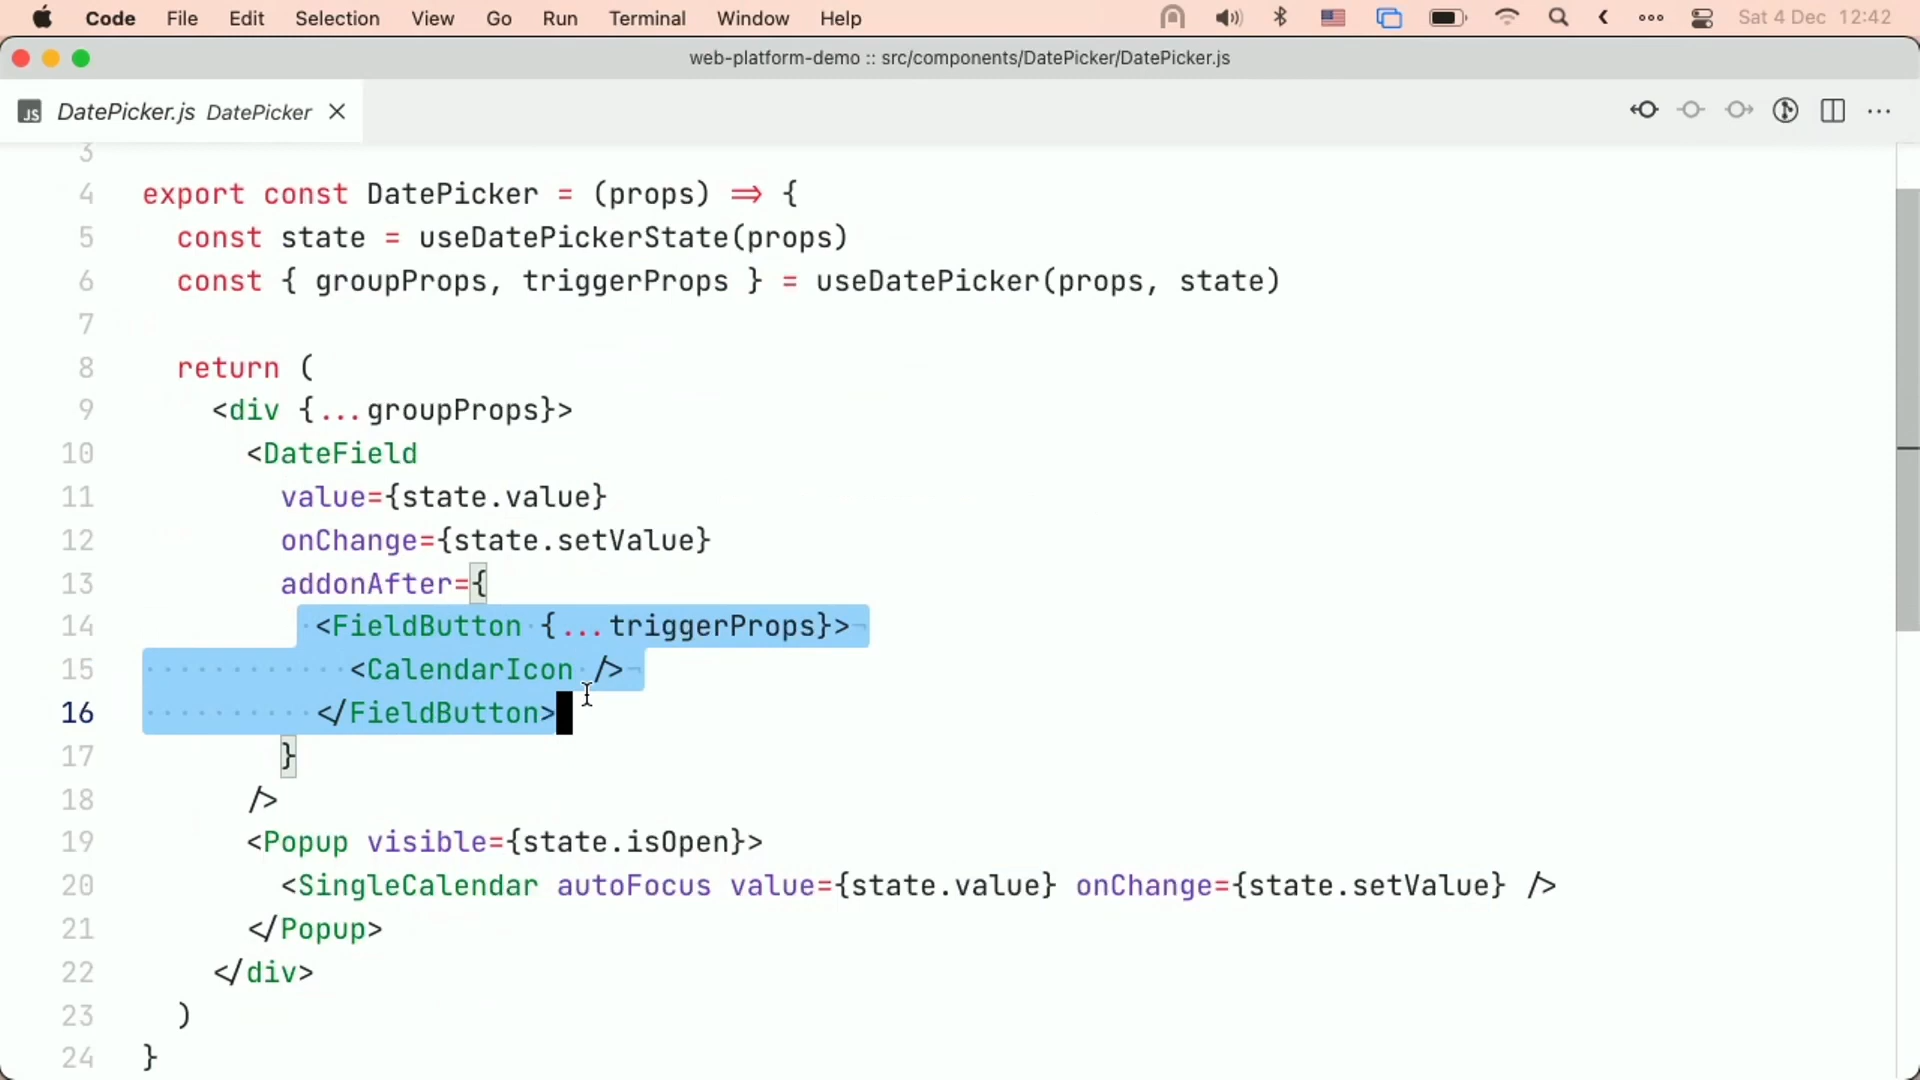 Code File Edit Selection View Go Run Terminal Window Help Sat 4 Dec 12:42
web-platform-demo :: src/components/DatePicker/DatePicker.js
JS DatePicker.js DatePicker
3
4 export const DatePicker = (props) => {
5 const state = useDatePickerState(props)
6 const { groupProps, triggerProps } = useDatePicker(props, state)
7
8 return (
9 <div {...groupProps}>
10 <DateField
11 value={state.value}
12 onChange={state.setValue}
13 addonAfter={
14 <FieldButton {...triggerProps}>
15 <CalendarIcon />
16 </FieldButton>
17 }
18 />
19 <Popup visible={state.isOpen}>
20 <SingleCalendar autoFocus value={state.value} onChange={state.setValue} />
21 </Popup>
22 </div>
23 )
24 }